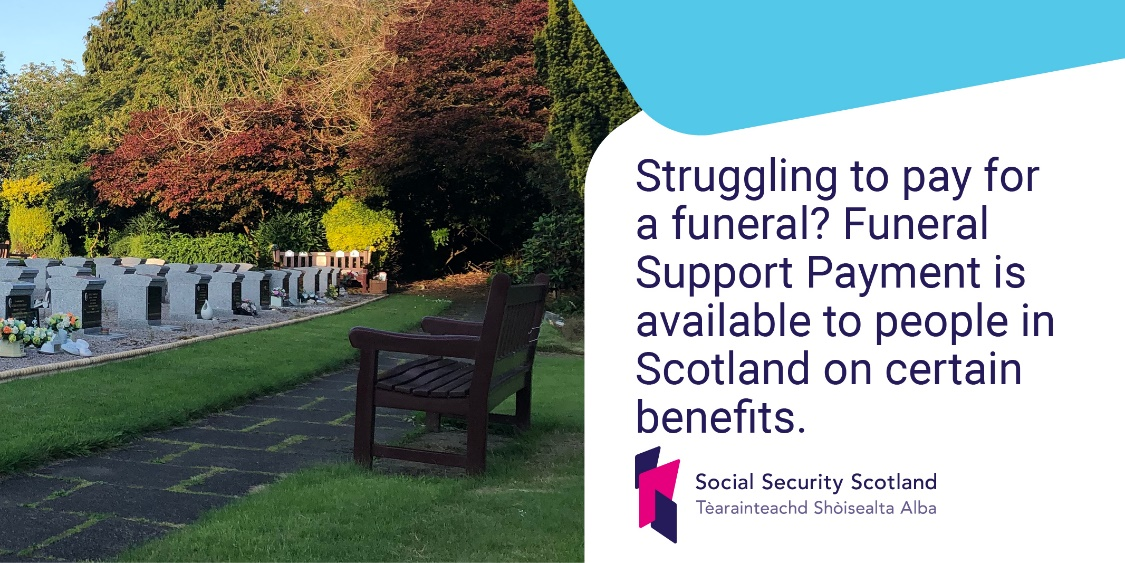 Struggling to pay for
a funeral? Funeral
Support Payment is
available to people in
Scotland on certain
benefits.
Social Security Scotland
Tèarainteachd Shòisealta Alba